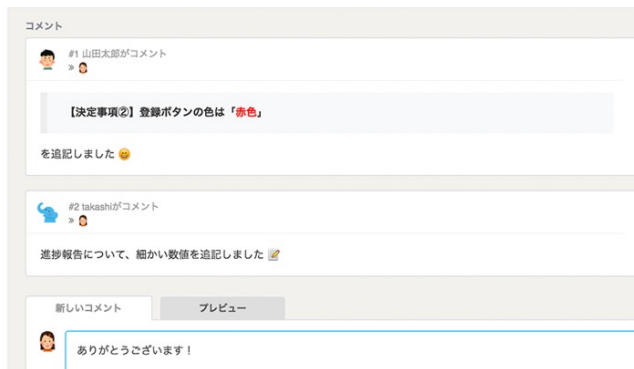 コメント
#1 山田太郎がコメント
»
【決定事項②】登録ボタンの色は「赤色」
を追記しました 😄
#2 takashiがコメント
»
進捗報告について、細かい数値を追記しました 📝
新しいコメント
プレビュー
ありがとうございます！